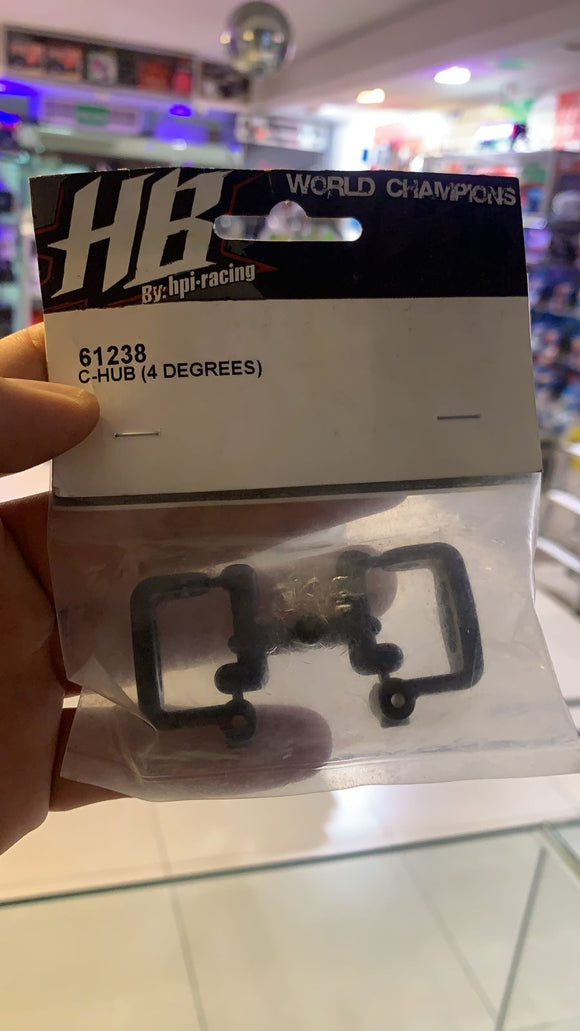 HB
By: hpi·racing
WORLD CHAMPIONS
61238
C-HUB (4 DEGREES)